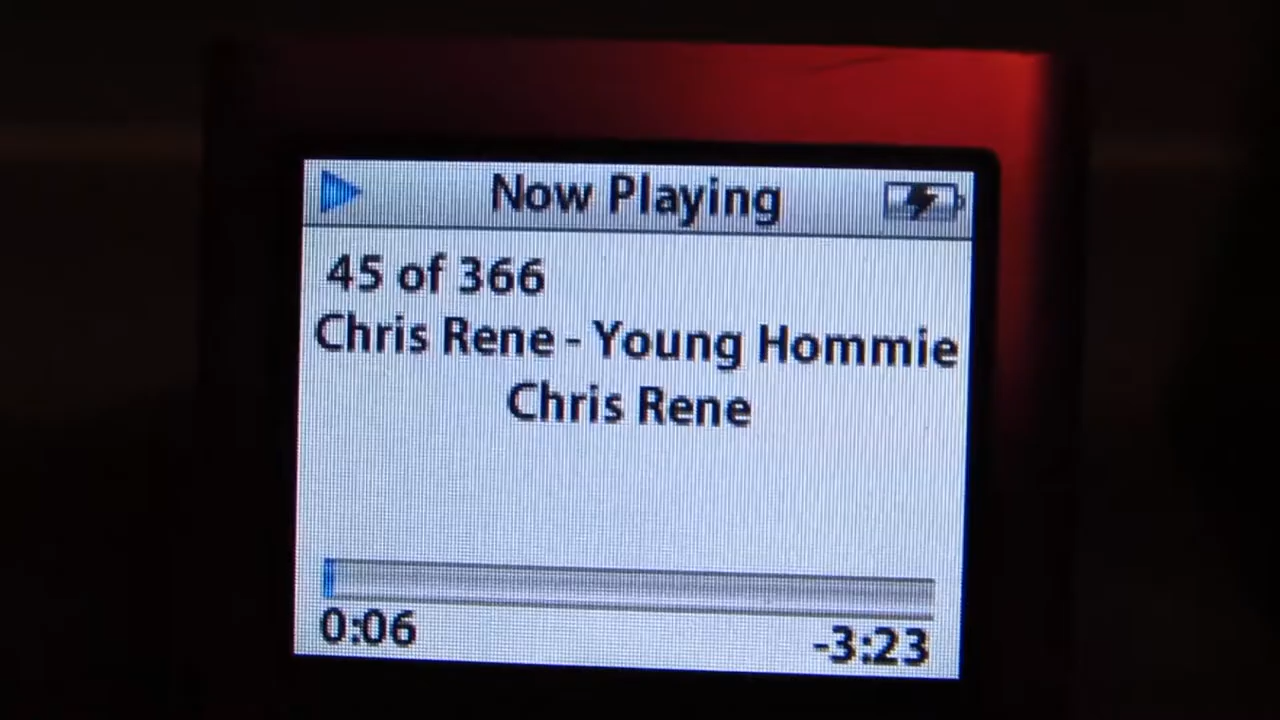 Now Playing
45 of 366
Chris Rene - Young Hommie
Chris Rene
0:06 -3:23